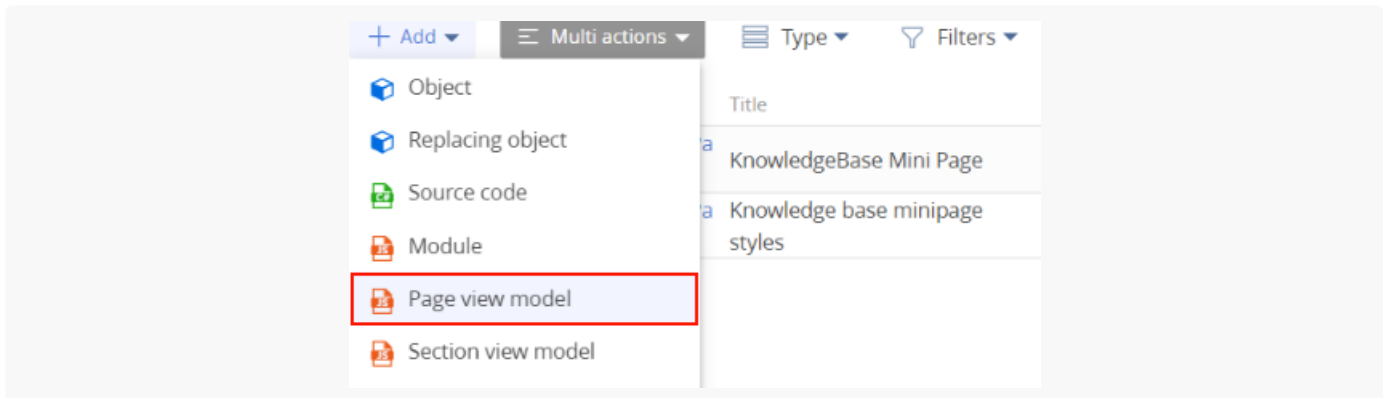 Add
Multi actions
Type
Filters
Object
Title
Replacing object
a
KnowledgeBase Mini Page
Source code
a
Knowledge base minipage
styles
Module
Page view model
Section view model